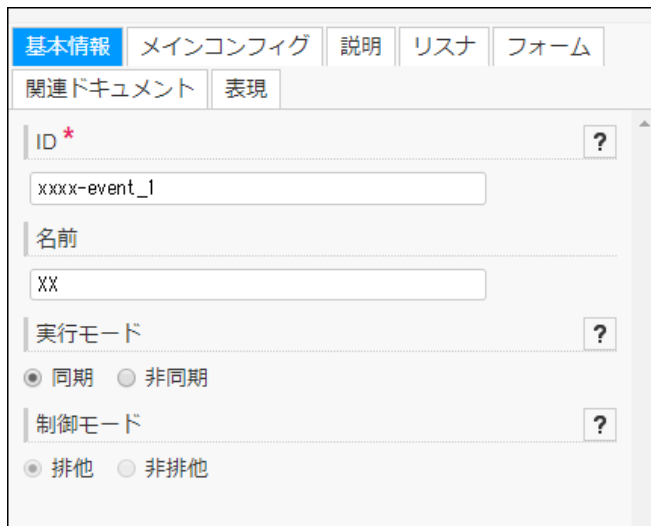 基本情報 メインコンフィグ 説明 リスナ フォーム
関連ドキュメント 表現
ID * ?
xxxx-event_1
名前
XX
実行モード ?
同期 非同期
制御モード ?
排他 非排他